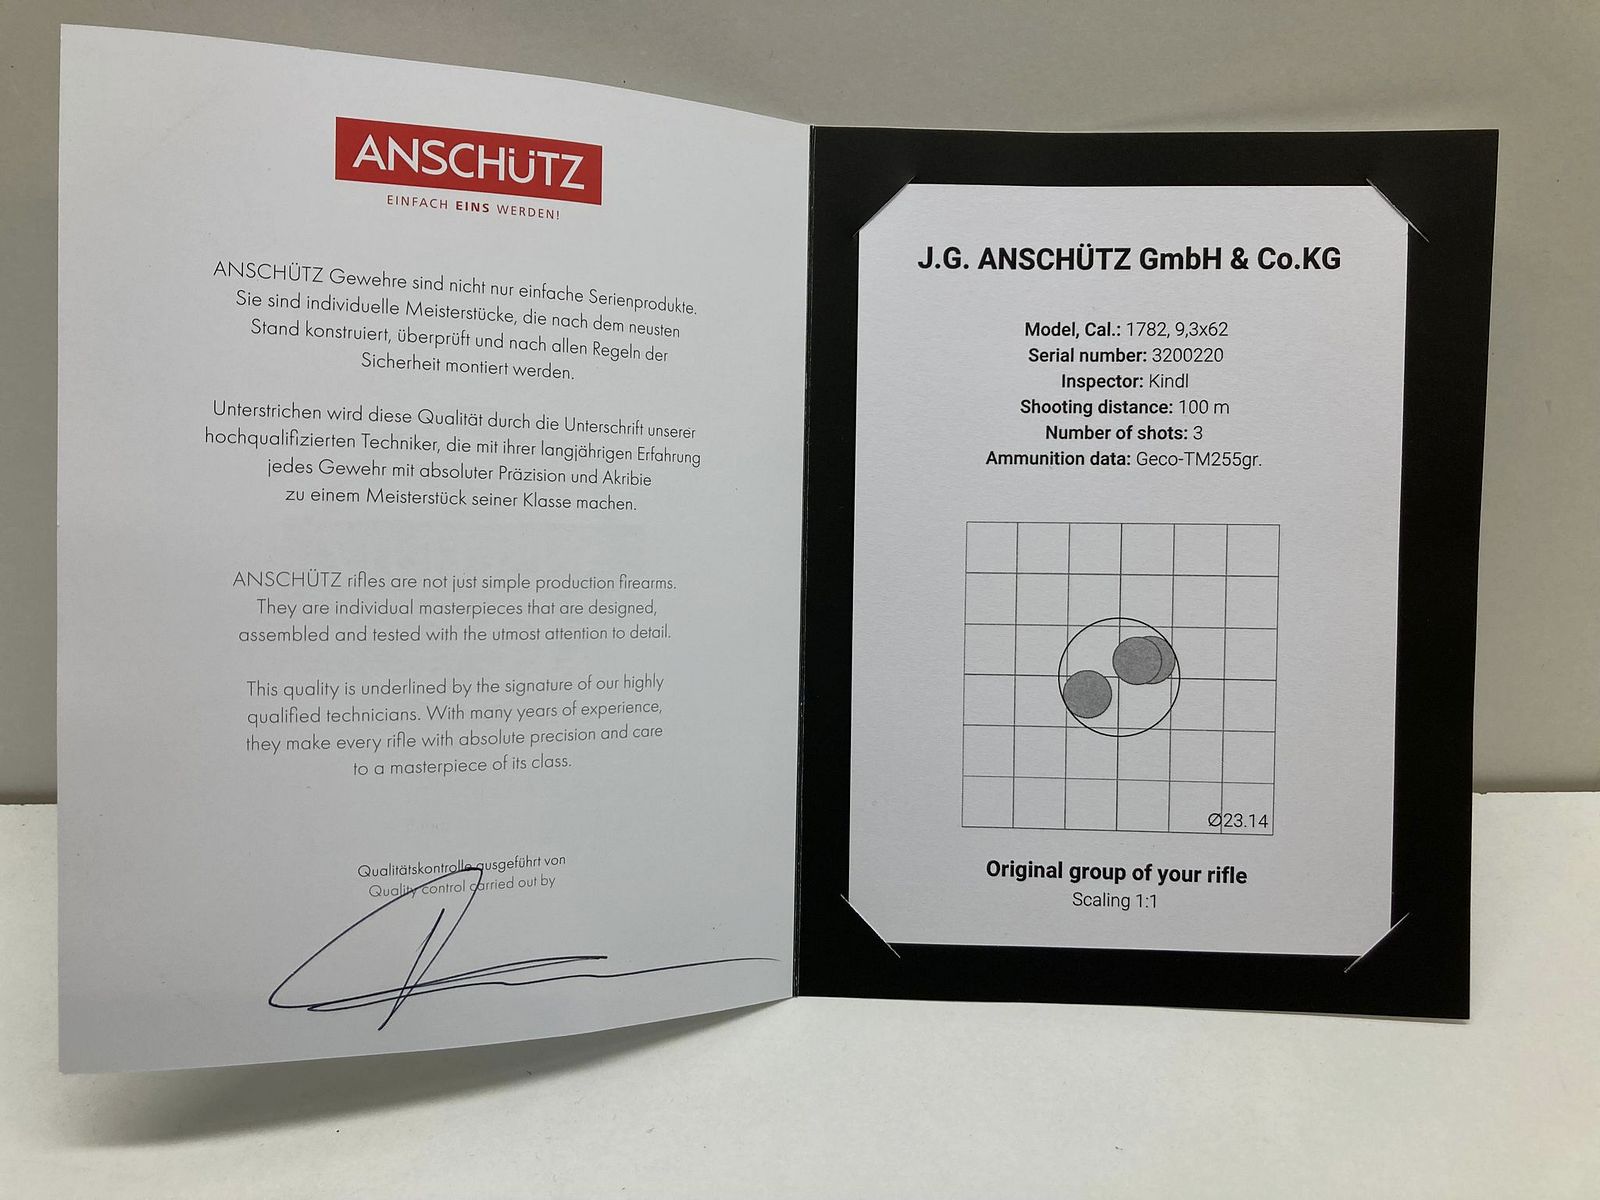 ANSCHÜTZ
EINFACH EINS WERDEN!
ANSCHÜTZ Gewehre sind nicht nur einfache Serienprodukte.
Sie sind individuelle Meisterstücke, die nach dem neusten
Stand konstruiert, überprüft und nach allen Regeln der
Sicherheit montiert werden.
Unterstrichen wird diese Qualität durch die Unterschrift unserer
hochqualifizierten Techniker, die mit ihrer langjährigen Erfahrung
jedes Gewehr mit absoluter Präzision und Akribie
zu einem Meisterstück seiner Klasse machen.
ANSCHÜTZ rifles are not just simple production firearms.
They are individual masterpieces that are designed,
assembled and tested with the utmost attention to detail.
This quality is underlined by the signature of our highly
qualified technicians. With many years of experience,
they make every rifle with absolute precision and care
to a masterpiece of its class.
Qualitätskontrolle ausgeführt von
Quality control carried out by
J.G. ANSCHÜTZ GmbH & Co.KG
Model, Cal.: 1782, 9,3x62
Serial number: 3200220
Inspector: Kindl
Shooting distance: 100 m
Number of shots: 3
Ammunition data: Geco-TM255gr.
Ø23.14
Original group of your rifle
Scaling 1:1